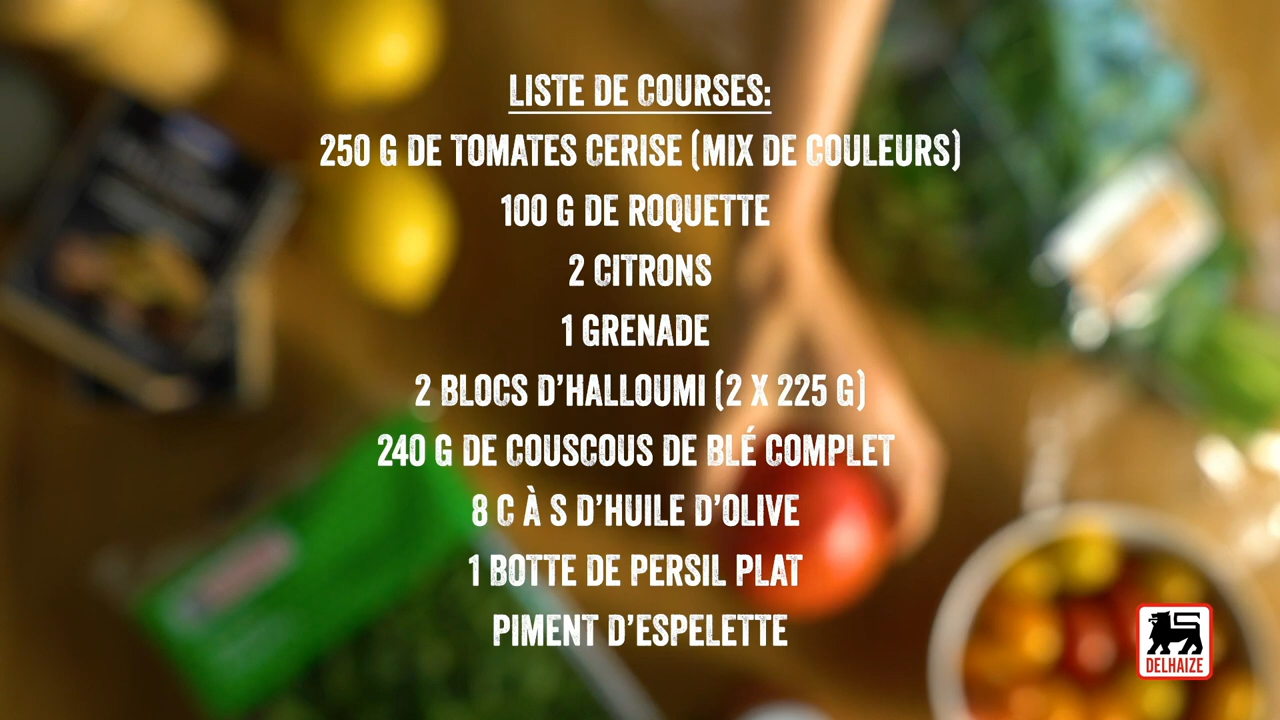 LISTE DE COURSES:
250 G DE TOMATES CERISE (MIX DE COULEURS)
100 G DE ROQUETTE
2 CITRONS
1 GRENADE
2 BLOCS D’HALLOUMI (2 X 225 G)
240 G DE COUSCOUS DE BLÉ COMPLET
8 C À S D’HUILE D’OLIVE
1 BOTTE DE PERSIL PLAT
PIMENT D’ESPELETTE
DELHAIZE